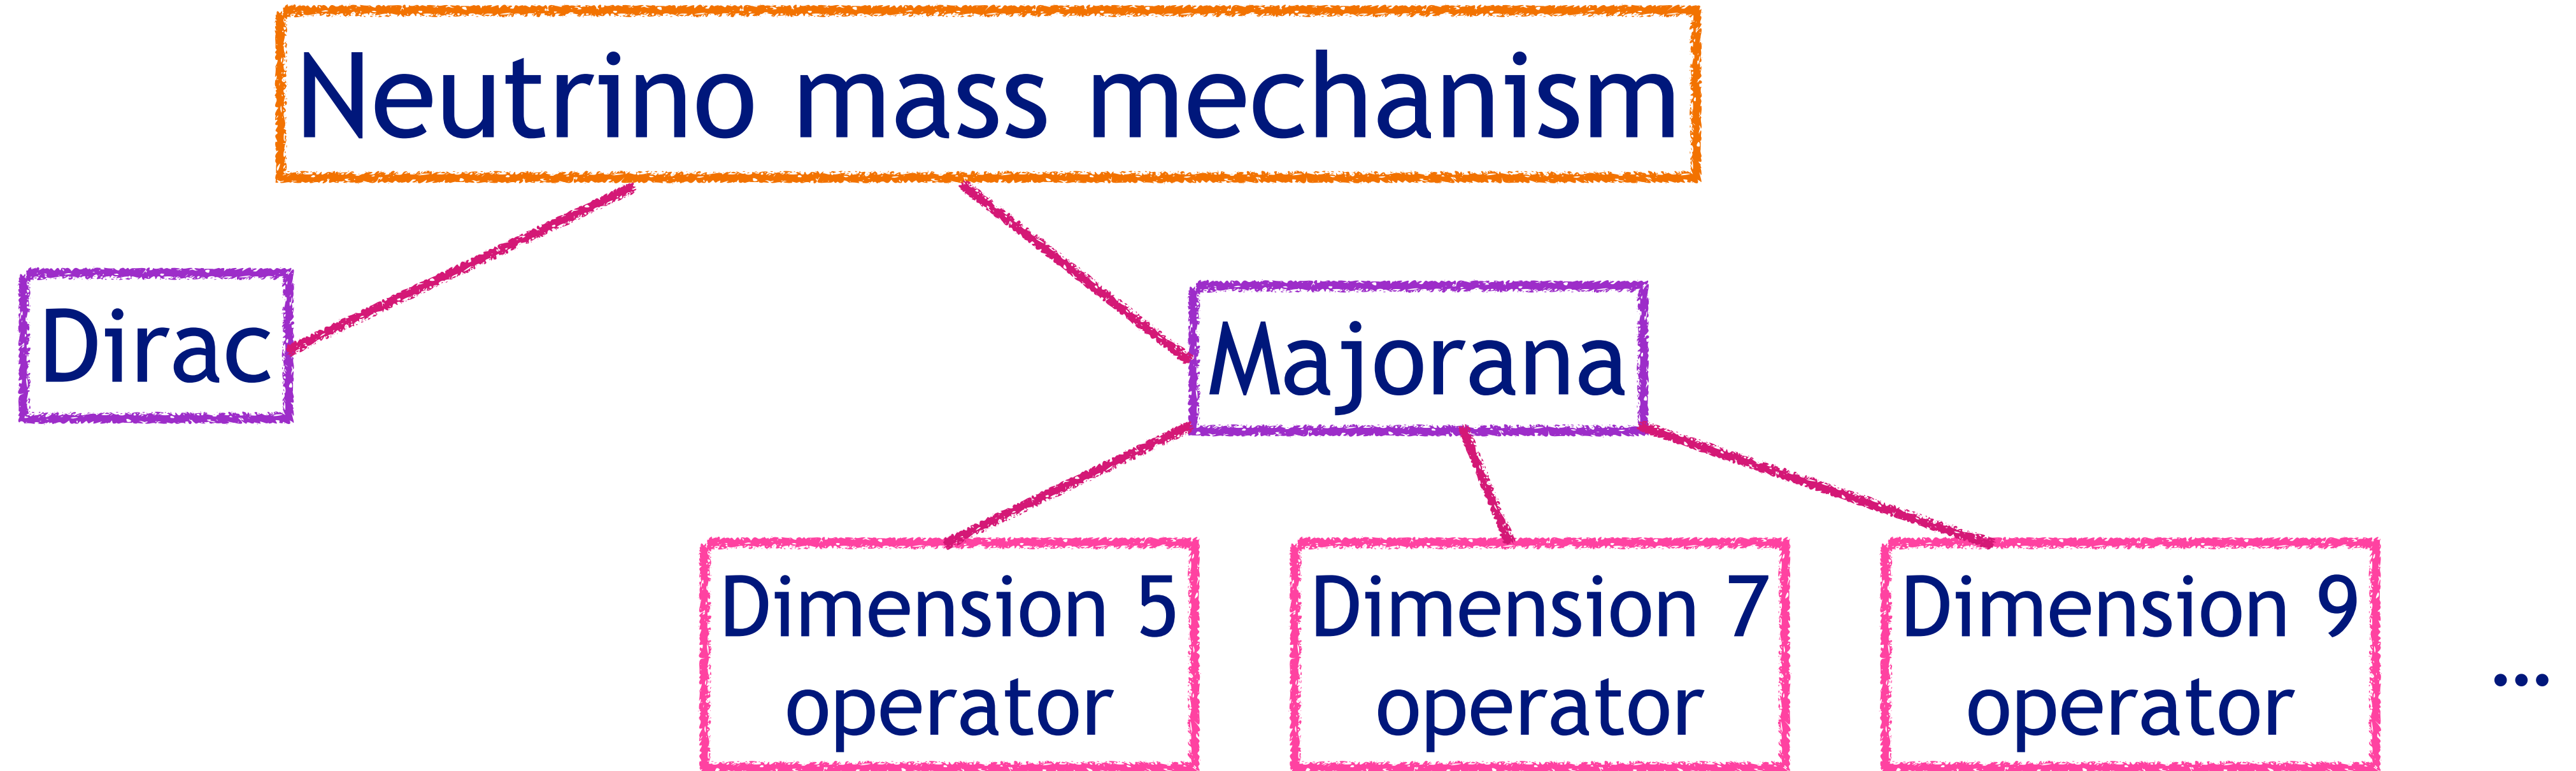 Neutrino mass mechanism
Dirac
Majorana
Dimension 5
operator
Dimension 7
operator
Dimension 9
operator
...